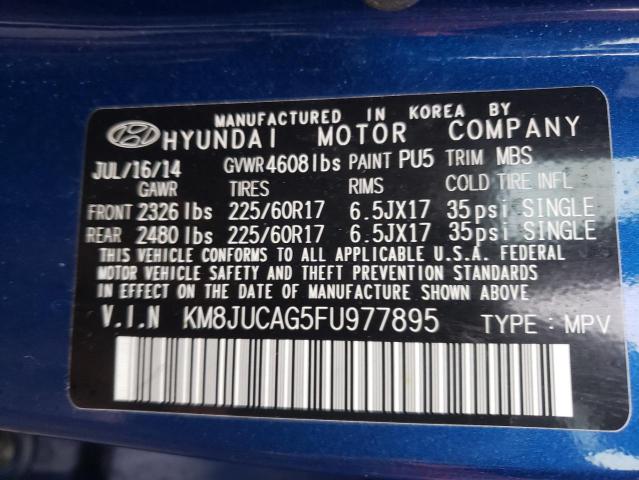 MANUFACTURED IN KOREA BY
HYUNDAI MOTOR COMPANY
JUL/16/14 GVWR 4608lbs PAINT PU5 TRIM MBS
GAWR TIRES RIMS COLD TIRE INFL
FRONT 2326 lbs 225/60R17 6.5JX17 35psi SINGLE
REAR 2480 lbs 225/60R17 6.5JX17 35psi SINGLE
THIS VEHICLE CONFORMS TO ALL APPLICABLE U.S.A. FEDERAL
MOTOR VEHICLE SAFETY AND THEFT PREVENTION STANDARDS
IN EFFECT ON THE DATE OF MANUFACTURE SHOWN ABOVE.
V.I.N KM8JUCAG5FU977895 TYPE : MPV